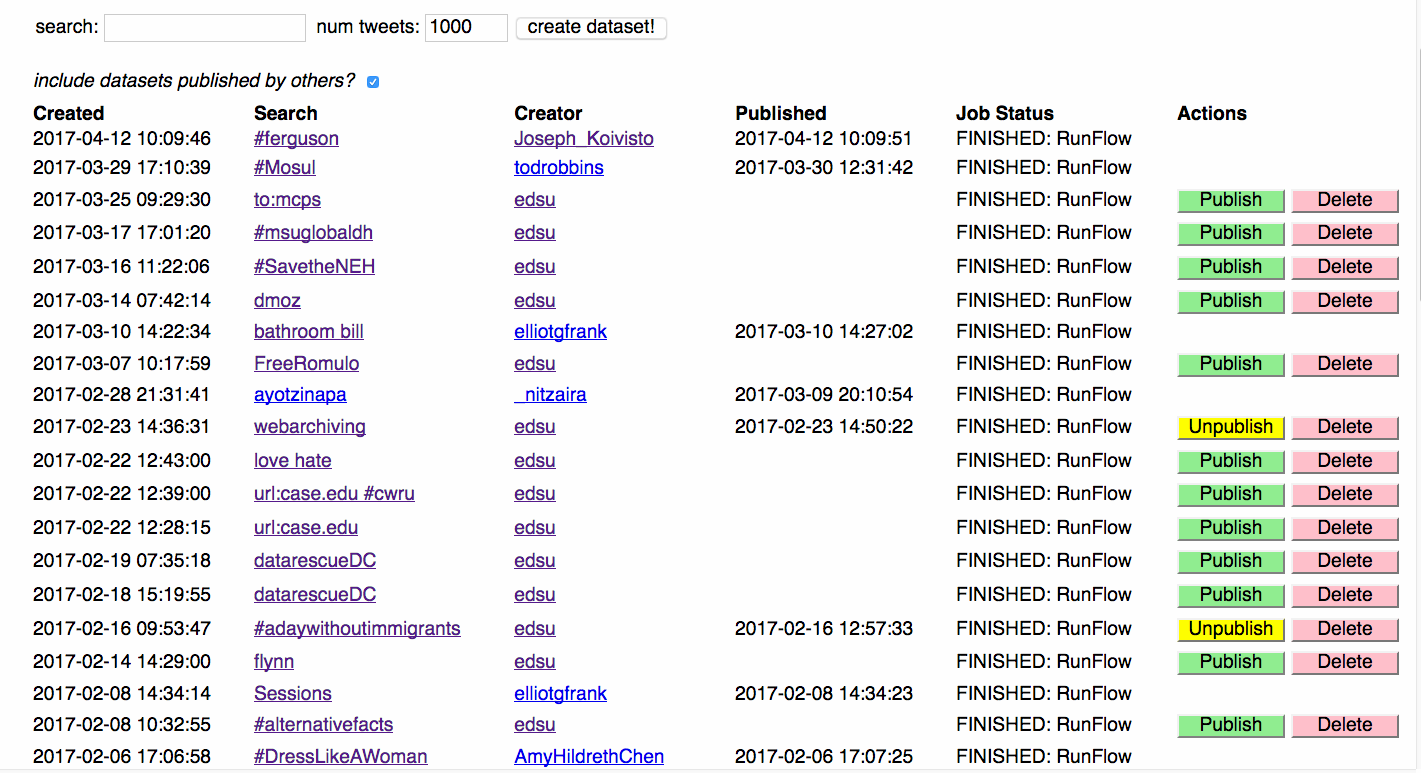 search: num tweets: 1000 create dataset!
include datasets published by others?
Created Search Creator Published Job Status Actions
2017-04-12 10:09:46 #ferguson Joseph_Koivisto 2017-04-12 10:09:51 FINISHED: RunFlow
2017-03-29 17:10:39 #Mosul todrobbins 2017-03-30 12:31:42 FINISHED: RunFlow
2017-03-25 09:29:30 to:mcps edsu FINISHED: RunFlow Publish Delete
2017-03-17 17:01:20 #msuglobaldh edsu FINISHED: RunFlow Publish Delete
2017-03-16 11:22:06 #SavetheNEH edsu FINISHED: RunFlow Publish Delete
2017-03-14 07:42:14 dmoz edsu FINISHED: RunFlow Publish Delete
2017-03-10 14:22:34 bathroom bill elliotgfrank 2017-03-10 14:27:02 FINISHED: RunFlow
2017-03-07 10:17:59 FreeRomulo edsu FINISHED: RunFlow Publish Delete
2017-02-28 21:31:41 ayotzinapa _nitzaira 2017-03-09 20:10:54 FINISHED: RunFlow
2017-02-23 14:36:31 webarchiving edsu 2017-02-23 14:50:22 FINISHED: RunFlow Unpublish Delete
2017-02-22 12:43:00 love hate edsu FINISHED: RunFlow Publish Delete
2017-02-22 12:39:00 url:case.edu #cwru edsu FINISHED: RunFlow Publish Delete
2017-02-22 12:28:15 url:case.edu edsu FINISHED: RunFlow Publish Delete
2017-02-19 07:35:18 datarescueDC edsu FINISHED: RunFlow Publish Delete
2017-02-18 15:19:55 datarescueDC edsu FINISHED: RunFlow Publish Delete
2017-02-16 09:53:47 #adaywithoutimmigrants edsu 2017-02-16 12:57:33 FINISHED: RunFlow Unpublish Delete
2017-02-14 14:29:00 flynn edsu FINISHED: RunFlow Publish Delete
2017-02-08 14:34:14 Sessions elliotgfrank 2017-02-08 14:34:23 FINISHED: RunFlow
2017-02-08 10:32:55 #alternativefacts edsu FINISHED: RunFlow Publish Delete
2017-02-06 17:06:58 #DressLikeAWoman AmyHildrethChen 2017-02-06 17:07:25 FINISHED: RunFlow